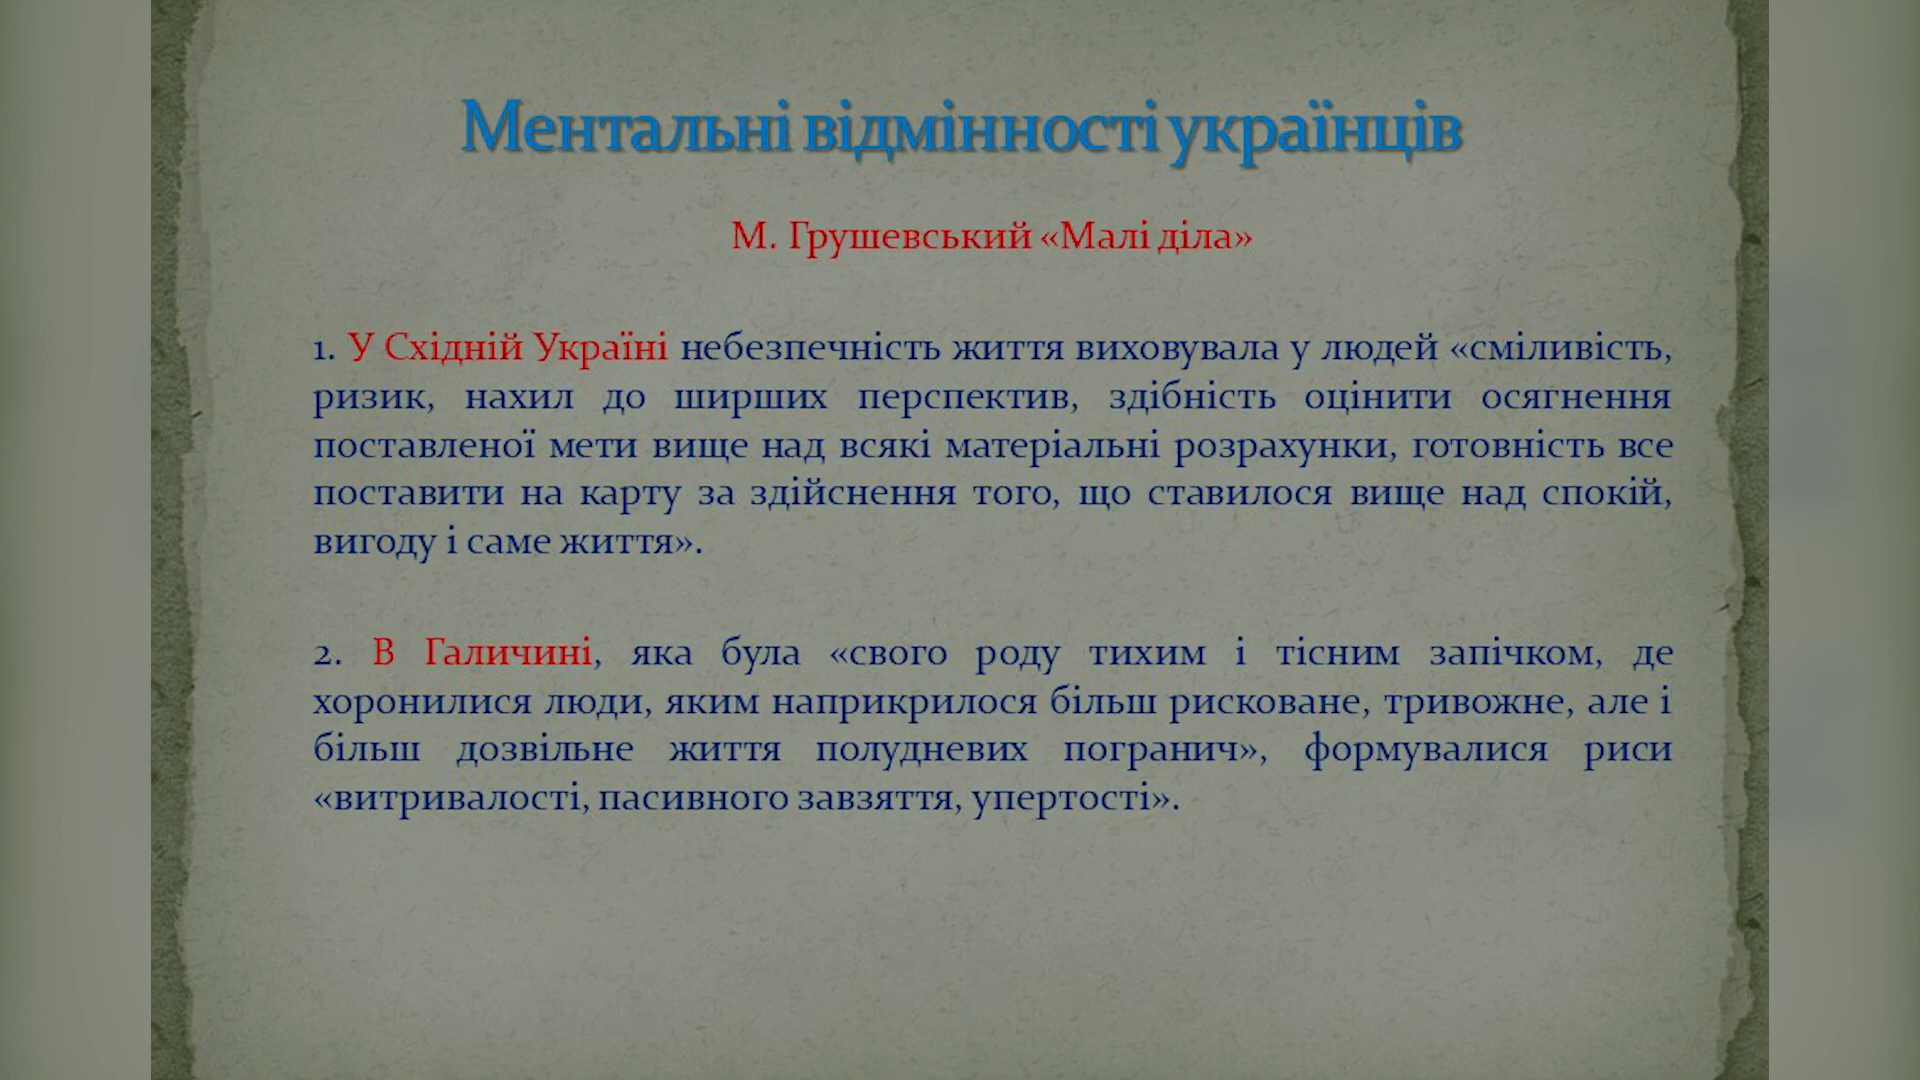 Ментальні відмінності українців
М. Грушевський «Малі діла»
1. У Східній Україні небезпечність життя виховувала у людей «сміливість,
ризик, нахил до ширших перспектив, здібність оцінити осягнення
поставленої мети вище над всякі матеріальні розрахунки, готовність все
поставити на карту за здійснення того, що ставилося вище над спокій,
вигоду і саме життя».
2. В Галичині, яка була «свого роду тихим і тісним запічком, де
хоронилися люди, яким наприкрилося більш рисковане, тривожне, але і
більш дозвільне життя полудневих погранич», формувалися риси
«витривалості, пасивного завзяття, упертості».